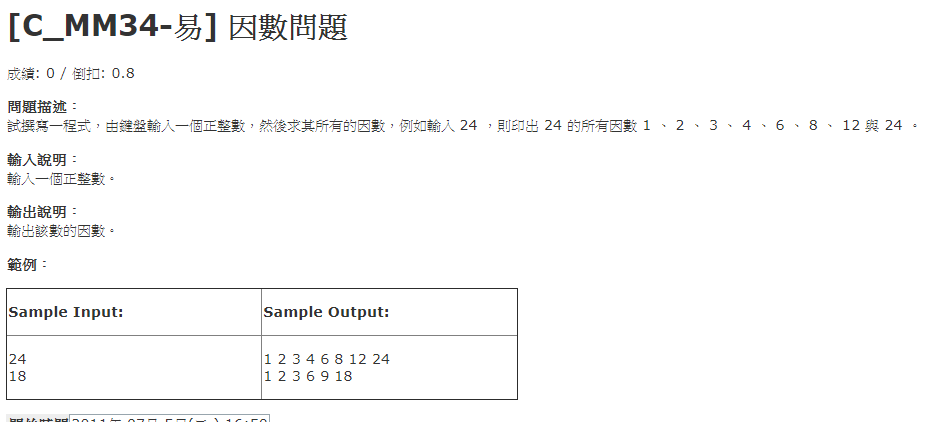 [C_MM34-易] 因數問題
成績: 0 / 倒扣: 0.8
問題描述：
試撰寫一程式，由鍵盤輸入一個正整數，然後求其所有的因數，例如輸入 24 ，則印出 24 的所有因數 1 、 2 、 3 、 4 、 6 、 8 、 12 與 24 。
輸入說明：
輸入一個正整數。
輸出說明：
輸出該數的因數。
範例：
Sample Input: Sample Output:
24 1 2 3 4 6 8 12 24
18 1 2 3 6 9 18